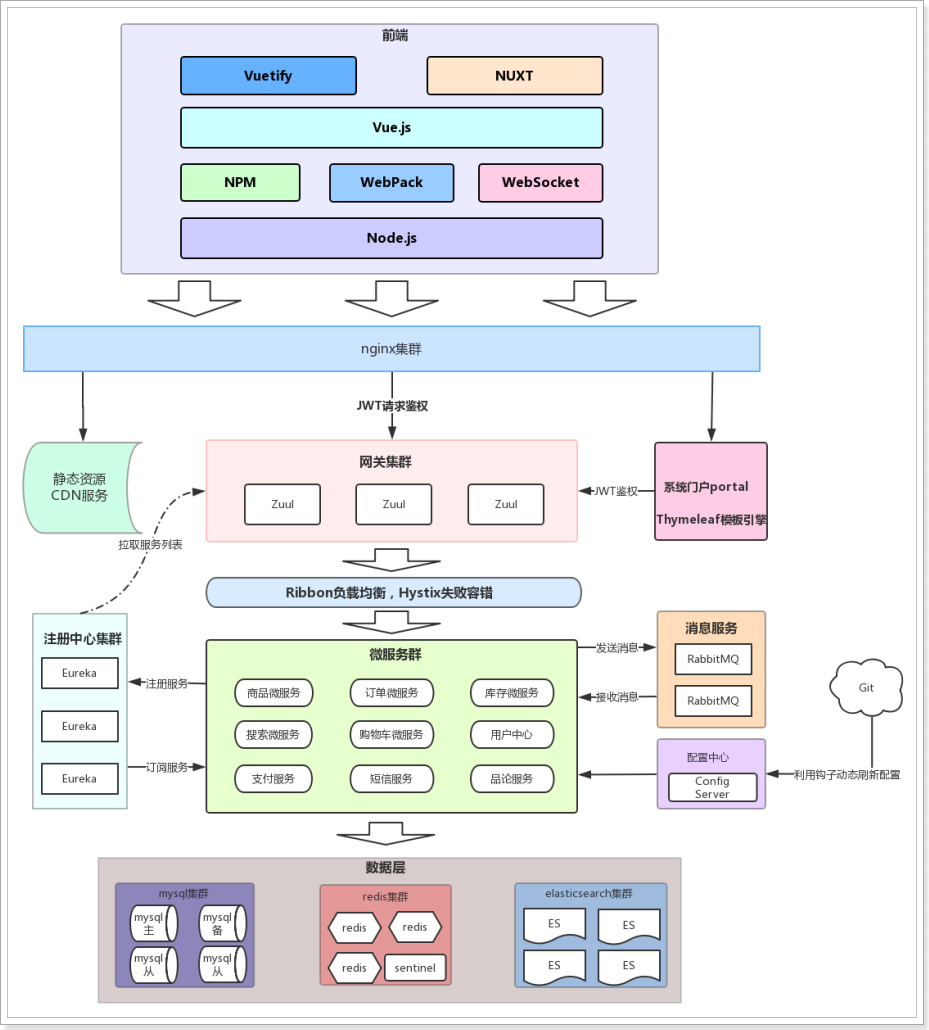 前端
Vuetify
NUXT
Vue.js
NPM
WebPack
WebSocket
Node.js
nginx集群
JWT请求鉴权
静态资源
CDN服务
网关集群
Zuul
Zuul
Zuul
JWT鉴权
系统门户portal
Thymeleaf模板引擎
拉取服务列表
Ribbon负载均衡，Hystix失败容错
注册中心集群
Eureka
Eureka
Eureka
注册服务
订阅服务
微服务群
商品微服务
订单微服务
库存微服务
搜索微服务
购物车微服务
用户中心
支付服务
短信服务
品论服务
发送消息
接收消息
消息服务
RabbitMQ
RabbitMQ
Git
配置中心
Config
Server
利用钩子动态刷新配置
数据层
mysql集群
mysql
主
mysql
备
mysql
从
mysql
从
redis集群
redis
redis
redis
sentinel
elasticsearch集群
ES
ES
ES
ES